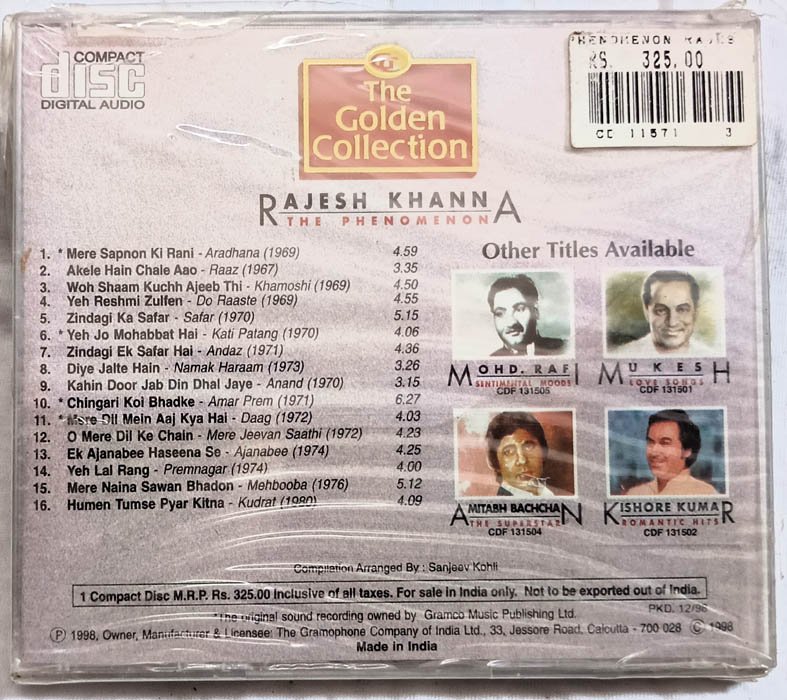 COMPACT
disc
DIGITAL AUDIO
The
Golden
Collection
PHENOMENON RAJES
RS. 325.00
CC 11571 3
RAJESH KHANNA
THE PHENOMENON
1. * Mere Sapnon Ki Rani - Aradhana (1969) 4.59
2. Akele Hain Chale Aao - Raaz (1967) 3.35
3. Woh Shaam Kuchh Ajeeb Thi - Khamoshi (1969) 4.50
4. Yeh Reshmi Zulfen - Do Raaste (1969) 4.55
5. Zindagi Ka Safar - Safar (1970) 5.15
6. * Yeh Jo Mohabbat Hai - Kati Patang (1970) 4.06
7. Zindagi Ek Safar Hai - Andaz (1971) 4.36
8. Diye Jalte Hain - Namak Haraam (1973) 3.26
9. Kahin Door Jab Din Dhal Jaye - Anand (1970) 3.15
10. * Chingari Koi Bhadke - Amar Prem (1971) 6.27
11. * Mere Dil Mein Aaj Kya Hai - Daag (1972) 4.03
12. O Mere Dil Ke Chain - Mere Jeevan Saathi (1972) 4.23
13. Ek Ajanabee Haseena Se - Ajanabee (1974) 4.25
14. Yeh Lal Rang - Premnagar (1974) 4.00
15. Mere Naina Sawan Bhadon - Mehbooba (1976) 5.12
16. Humen Tumse Pyar Kitna - Kudrat (1980) 4.09
Other Titles Available
MOHD. RAFI
SENTIMENTAL MOODS
CDF 131505
MUKESH
LOVE SONGS
CDF 131501
AMITABH BACHCHAN
THE SUPERSTAR
CDF 131504
KISHORE KUMAR
ROMANTIC HITS
CDF 131502
Compilation Arranged By : Sanjeev Kohli
1 Compact Disc M.R.P. Rs. 325.00 Inclusive of all taxes. For sale in India only. Not to be exported out of India.
*The original sound recording owned by Gramco Music Publishing Ltd. PKD. 12/98
Ⓟ 1998, Owner, Manufacturer & Licensee: The Gramophone Company of India Ltd., 33, Jessore Road, Calcutta - 700 028 © 1998
Made in India